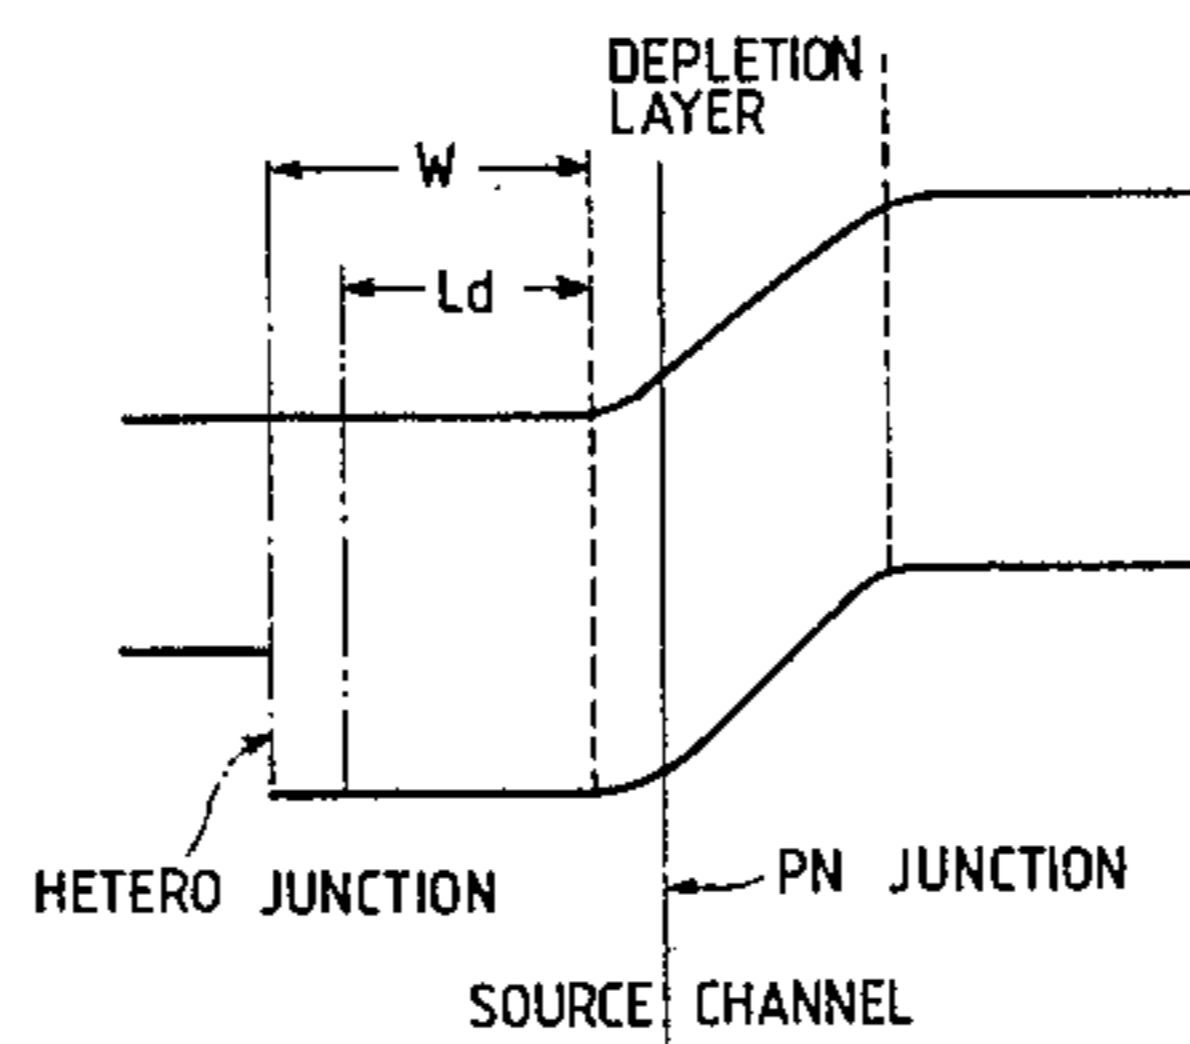 DEPLETION
LAYER
W
Ld
HETERO JUNCTION
PN JUNCTION
SOURCE CHANNEL